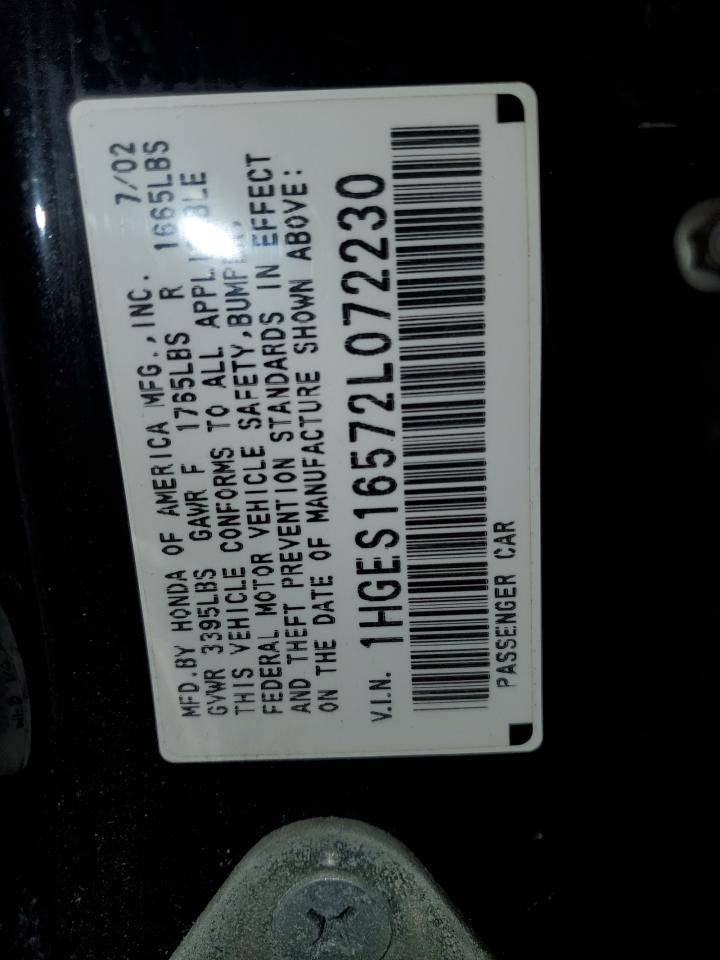 MFD.BY HONDA OF AMERICA MFG.,INC. 7/02
GVWR 3395LBS GAWR F 1765LBS R 1665LBS
THIS VEHICLE CONFORMS TO ALL APPLICABLE
FEDERAL MOTOR VEHICLE SAFETY,BUMPER,
AND THEFT PREVENTION STANDARDS IN EFFECT
ON THE DATE OF MANUFACTURE SHOWN ABOVE:
V.I.N. 1HGES16572L072230
PASSENGER CAR